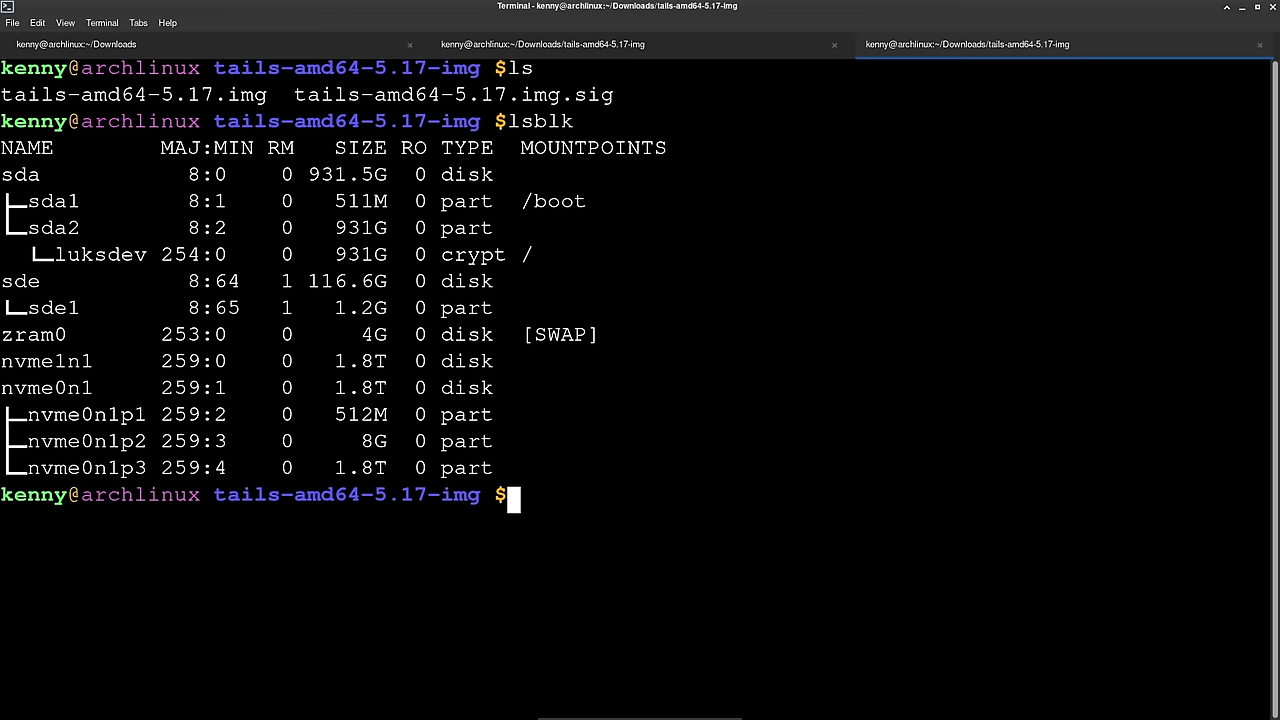 Terminal - kenny@archlinux:~/Downloads/tails-amd64-5.17-img
File Edit View Terminal Tabs Help
kenny@archlinux:~/Downloads × kenny@archlinux:~/Downloads/tails-amd64-5.17-img × kenny@archlinux:~/Downloads/tails-amd64-5.17-img ×
kenny@archlinux tails-amd64-5.17-img $ls
tails-amd64-5.17.img  tails-amd64-5.17.img.sig
kenny@archlinux tails-amd64-5.17-img $lsblk
NAME        MAJ:MIN RM   SIZE RO TYPE  MOUNTPOINTS
sda           8:0    0 931.5G  0 disk
├─sda1        8:1    0   511M  0 part  /boot
└─sda2        8:2    0   931G  0 part
  └─luksdev 254:0    0   931G  0 crypt /
sde           8:64   1 116.6G  0 disk
└─sde1        8:65   1   1.2G  0 part
zram0       253:0    0     4G  0 disk  [SWAP]
nvme1n1     259:0    0   1.8T  0 disk
nvme0n1     259:1    0   1.8T  0 disk
├─nvme0n1p1 259:2    0   512M  0 part
├─nvme0n1p2 259:3    0     8G  0 part
└─nvme0n1p3 259:4    0   1.8T  0 part
kenny@archlinux tails-amd64-5.17-img $